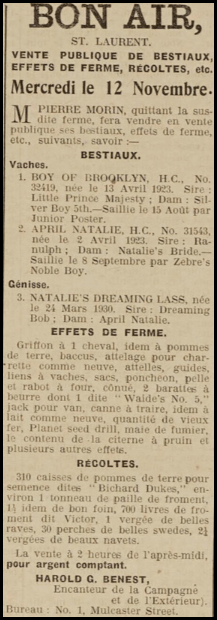 BON AIR,
ST. LAURENT.
VENTE PUBLIQUE DE BESTIAUX,
EFFETS DE FERME, RÉCOLTES, etc.
Mercredi le 12 Novembre.
M PIERRE MORIN, quittant la sus-
dite ferme, fera vendre en vente
publique ses bestiaux, effets de ferme,
etc., suivants, savoir :—
BESTIAUX.
Vaches.
1. BOY OF BROOKLYN, H.C., No.
32419, née le 13 Avril 1923. Sire :
Little Prince Majesty ; Dam : Sil-
ver Boy 5th.—Saillie le 15 Août par
Junior Poster.
2. APRIL NATALIE, H.C., No. 31543,
née le 2 Avril 1923. Sire : Ra-
nulph ; Dam : Natalie's Bride.—
Saillie le 8 Septembre par Zebre's
Noble Boy.
Génisse.
3. NATALIE'S DREAMING LASS, née
le 24 Mars 1930. Sire : Dreaming
Bob ; Dam : April Natalie.
EFFETS DE FERME.
Griffon à 1 cheval, idem à pommes
de terre, baccus, attelage pour char-
rette comme neuve, attelles, guides,
liens à vaches, sacs, poncheon, pelle
et rabot à foir, cônue, 2 barattes à
beurre dont 1 dite "Waide's No. 5,"
jack pour van, canne à traire, idem à
lait comme neuve, quantité de vieux
fer, Planet seed drill, maie de fumier,
le contenu de la citerne à pruin et
plusieurs autres effets.
RÉCOLTES.
310 caisses de pommes de terre pour
semence dites "Richard Dukes," en-
viron 1 tonneau de paille de froment,
1½ idem de bon foin, 700 livres de fro-
ment dit Victor, 1 vergée de belles
raves, 30 perches de belles swedes, 2½
vergées de beaux navets.
La vente à 2 heures de l'après-midi,
pour argent comptant.
HAROLD G. BENEST,
Encanteur de la Campagne
et de l'Extérieur).
Bureau : No. 1, Mulcaster Street.